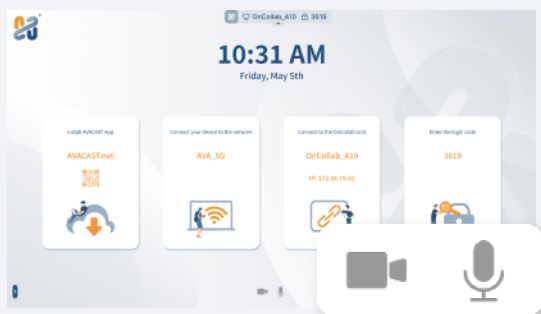 OnCollab_A10 3619
10:31 AM
Friday, May 5th
Install AVACAST App
AVACAST.net
Connect your device to the network
AVA_5G
Connect to the OnCollab Unit
OnCollab_A10
IP: 172.16.19.63
Enter the login code
3619